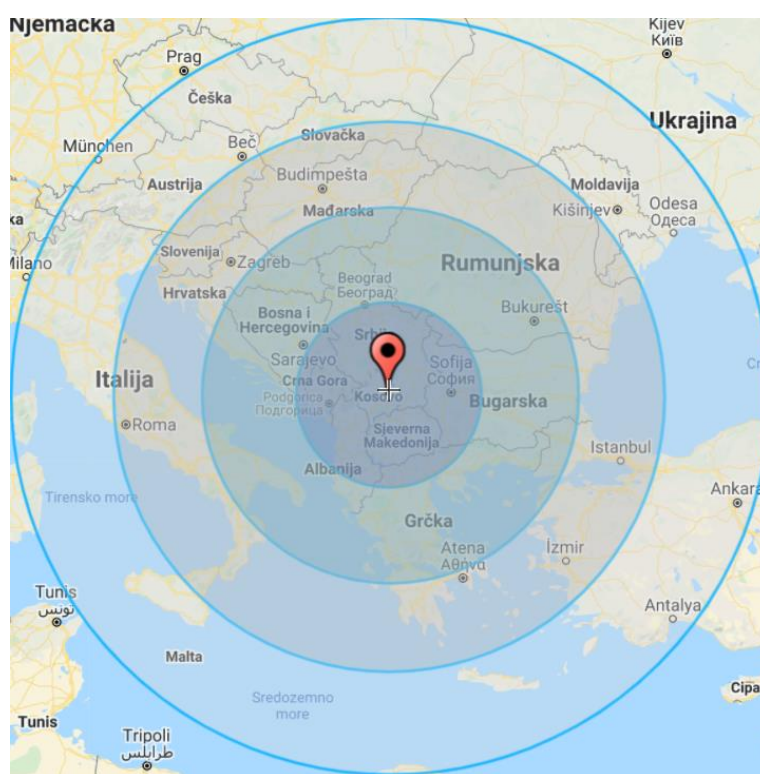 Njemačka
Kijev
Київ
Prag
Češka
Ukrajina
München
Beč
Slovačka
Budimpešta
Austrija
Moldavija
Mađarska
Kišinjev
Odesa
Одеса
Slovenija
Zagreb
Rumunjska
Milano
Hrvatska
Beograd
Београд
Bukurešt
Bosna i
Hercegovina
Sarajevo
Sofija
София
Italija
Crna Gora
Podgorica
Подгорица
Kosovo
Bugarska
Roma
Sjeverna
Makedonija
Istanbul
Albanija
Tirensko more
Ankara
Grčka
Atena
Αθήνα
İzmir
Tunis
تونس
Antalya
Malta
Sredozemno
more
Cipa
Tunis
Tripoli
طرابلس